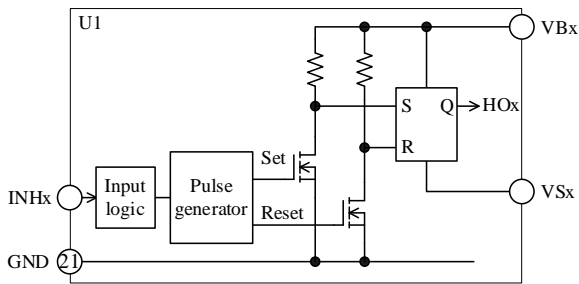 U1
VBx
S
Q
HOx
R
Set
Input
logic
Pulse
generator
INHx
VSx
Reset
GND
21